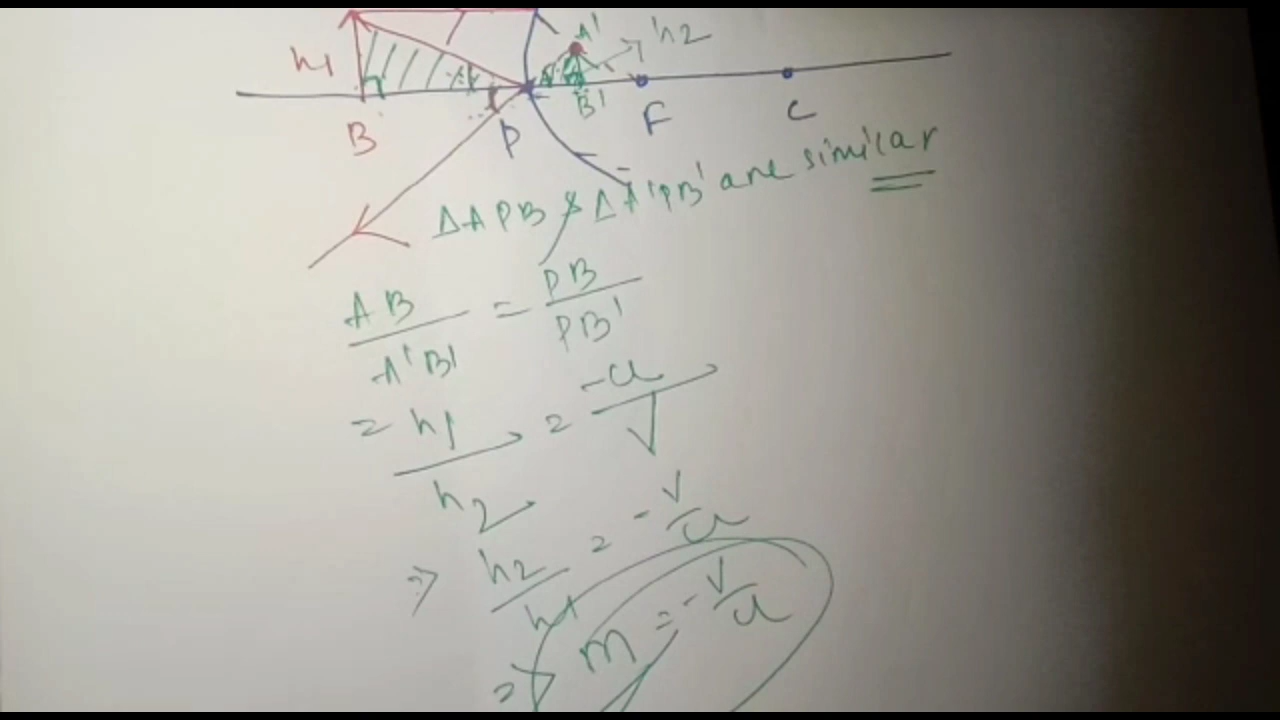 A'
h1
h2
B
P
B'
F
C
ΔAPB & ΔA'PB' are similar
AB/A'B' = PB/PB'
= h1/h2 = -u/v
⇒ h2/h1 = -v/u
⇒ m = -v/u